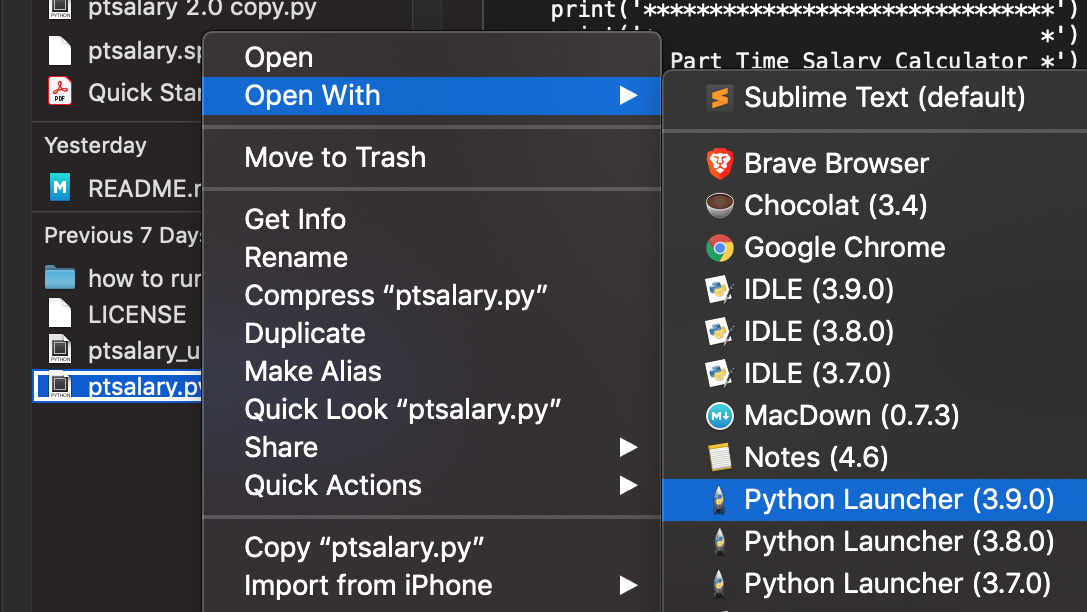 ptsalary 2.0 copy.py
ptsalary.sp
Quick Star
Yesterday
README.r
Previous 7 Days
how to run
LICENSE
ptsalary_u
ptsalary.py
Open
Open With
Move to Trash
Get Info
Rename
Compress “ptsalary.py”
Duplicate
Make Alias
Quick Look “ptsalary.py”
Share
Quick Actions
Copy “ptsalary.py”
Import from iPhone
print('*******************************')
*')
Part Time Salary Calculator *')
Sublime Text (default)
Brave Browser
Chocolat (3.4)
Google Chrome
IDLE (3.9.0)
IDLE (3.8.0)
IDLE (3.7.0)
MacDown (0.7.3)
Notes (4.6)
Python Launcher (3.9.0)
Python Launcher (3.8.0)
Python Launcher (3.7.0)